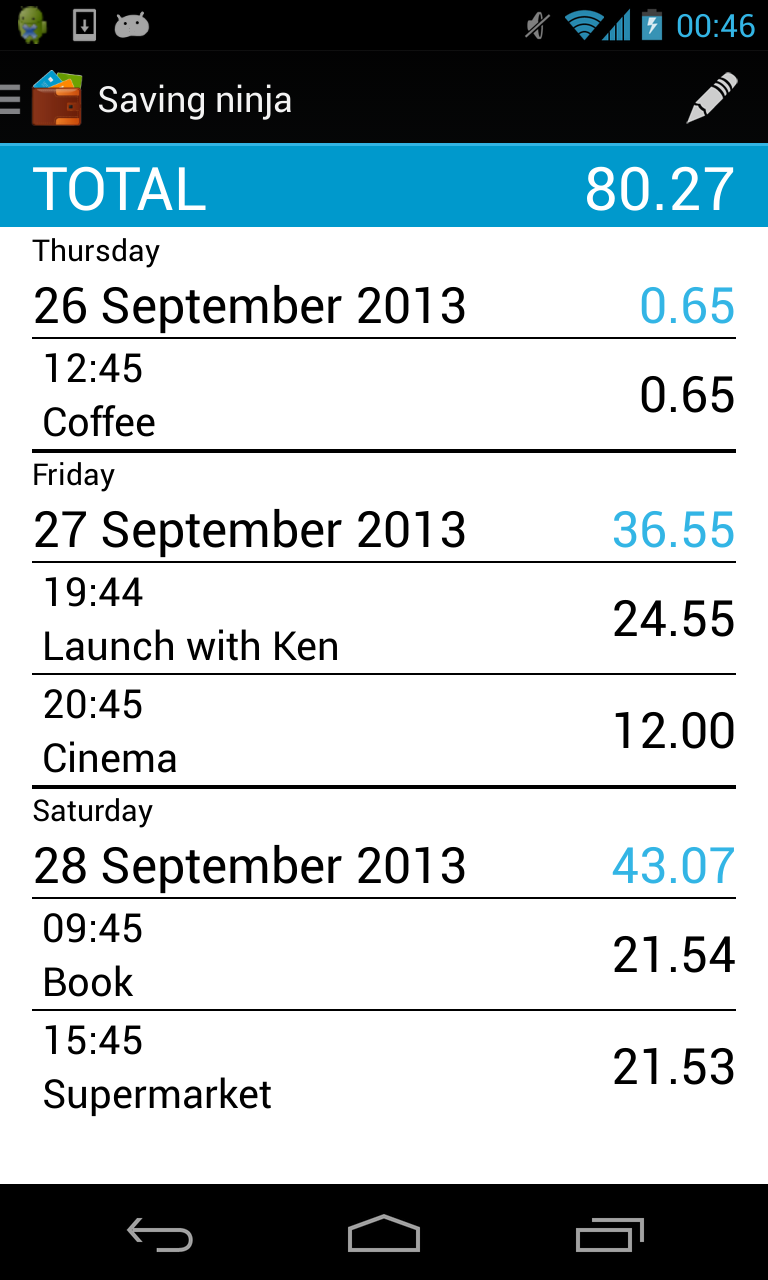 00:46
Saving ninja
TOTAL 80.27
Thursday
26 September 2013 0.65
12:45
Coffee 0.65
Friday
27 September 2013 36.55
19:44
Launch with Ken 24.55
20:45
Cinema 12.00
Saturday
28 September 2013 43.07
09:45
Book 21.54
15:45
Supermarket 21.53